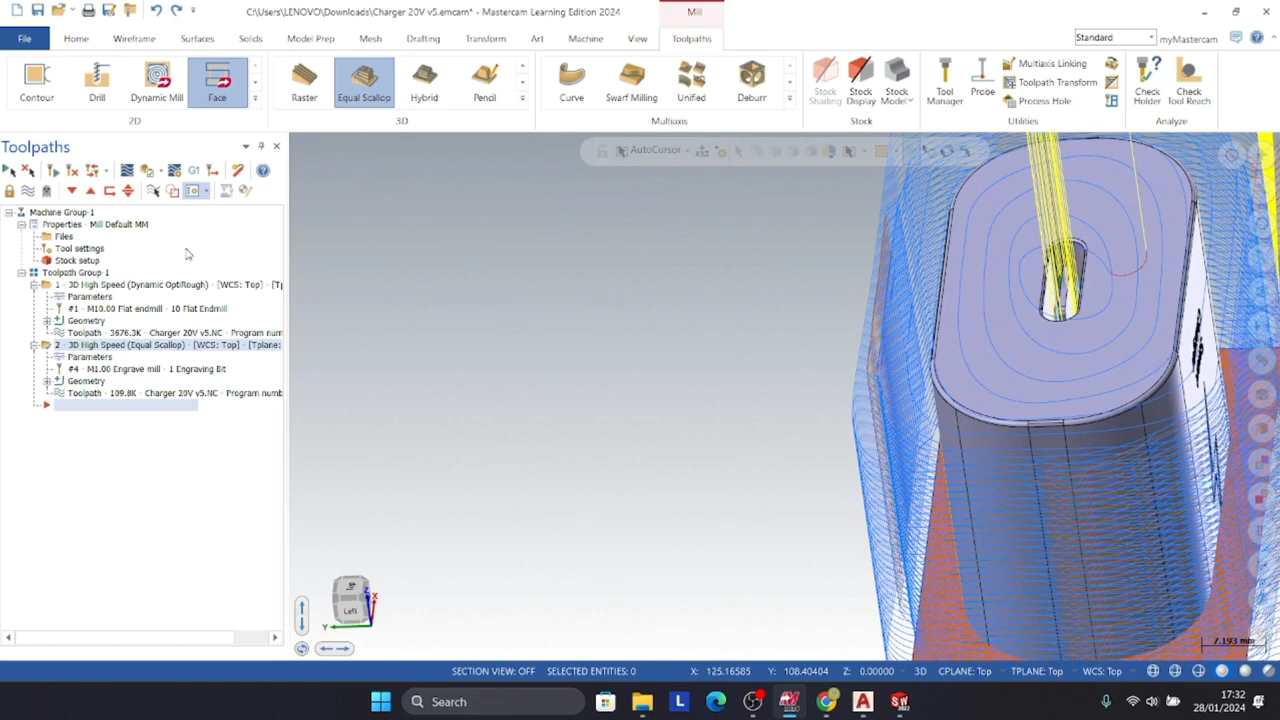 C:\Users\LENOVO\Downloads\Charger 20V v5.emcam* - Mastercam Learning Edition 2024
Mill
File
Home
Wireframe
Surfaces
Solids
Model Prep
Mesh
Drafting
Transform
Art
Machine
View
Toolpaths
Standard
myMastercam
Contour
Drill
Dynamic Mill
Face
2D
Raster
Equal Scallop
Hybrid
Pencil
3D
Curve
Swarf Milling
Unified
Deburr
Multiaxis
Stock Shading
Stock Display
Stock Model
Stock
Tool Manager
Probe
Multiaxis Linking
Toolpath Transform
Process Hole
Utilities
Check Holder
Check Tool Reach
Analyze
Toolpaths
G1
AutoCursor
Machine Group-1
Properties - Mill Default MM
Files
Tool settings
Stock setup
Toolpath Group-1
1 - 3D High Speed (Dynamic OptiRough) - [WCS: Top] - [Tp
Parameters
#1 - M10.00 Flat endmill - 10 Flat Endmill
Geometry
Toolpath - 3676.3K - Charger 20V v5.NC - Program num
2 - 3D High Speed (Equal Scallop) - [WCS: Top] - [Tplane:
Parameters
#4 - M1.00 Engrave mill - 1 Engraving Bit
Geometry
Toolpath - 109.8K - Charger 20V v5.NC - Program numb
Left
Z
X
Y
7.193 mm
SECTION VIEW: OFF
SELECTED ENTITIES: 0
X: 125.16585
Y: 108.40404
Z: 0.00000
3D
CPLANE: Top
TPLANE: Top
WCS: Top
Search
17:32
28/01/2024